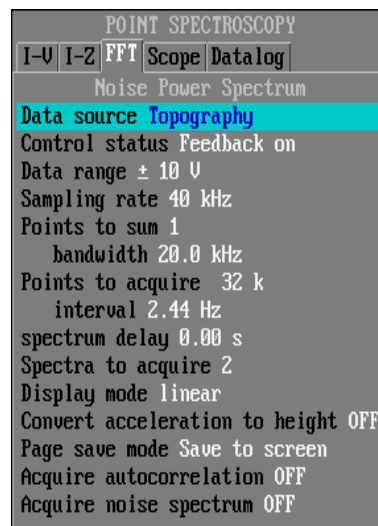 POINT SPECTROSCOPY
I-V I-Z FFT Scope Datalog
Noise Power Spectrum
Data source Topography
Control status Feedback on
Data range ± 10 V
Sampling rate 40 kHz
Points to sum 1
bandwidth 20.0 kHz
Points to acquire 32 k
interval 2.44 Hz
spectrum delay 0.00 s
Spectra to acquire 2
Display mode linear
Convert acceleration to height OFF
Page save mode Save to screen
Acquire autocorrelation OFF
Acquire noise spectrum OFF